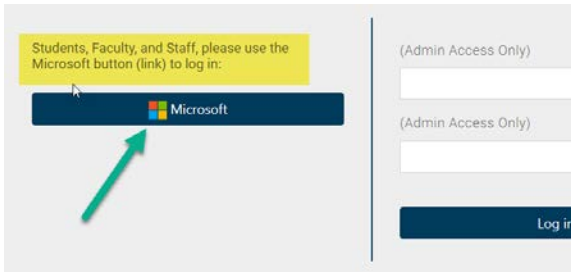 Students, Faculty, and Staff, please use the
Microsoft button (link) to log in:
Microsoft
(Admin Access Only)
(Admin Access Only)
Log in